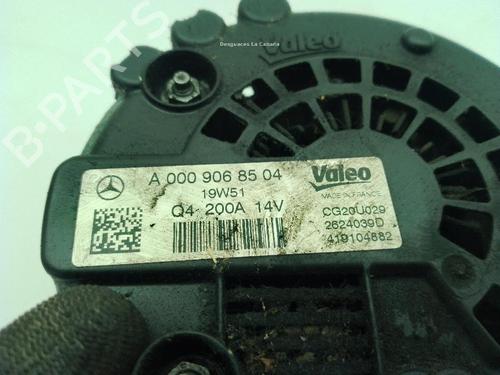 Desguaces La Cabaña
Valeo
B-PARTS
A 000 906 85 04
19W51
Q4 200A 14V
Valeo
MADE IN FRANCE
CG20U029
2624039D
419104682